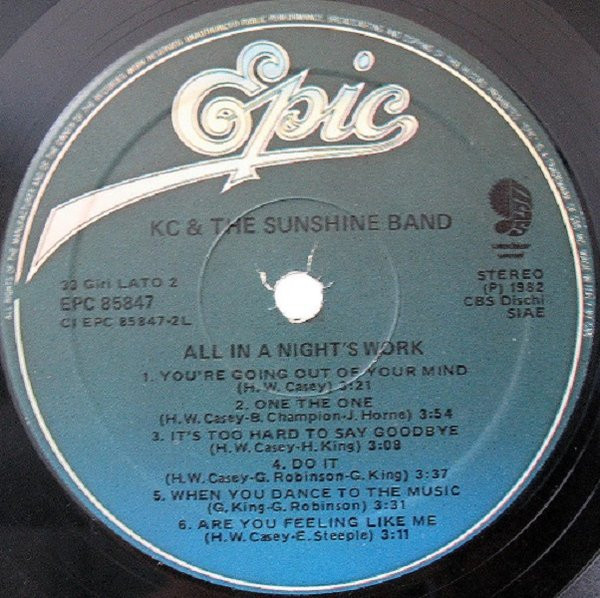 Epic
KC & THE SUNSHINE BAND
33 Giri LATO 2
EPC 85847
CI EPC 85847-2L
STEREO
(P) 1982
CBS Dischi
SIAE
ALL IN A NIGHT'S WORK
1. YOU'RE GOING OUT OF YOUR MIND
(H.W. Casey) 3:21
2. ONE THE ONE
(H.W. Casey-B. Champion-J. Horne) 3:54
3. IT'S TOO HARD TO SAY GOODBYE
(H.W. Casey-H. King) 3:08
4. DO IT
(H.W. Casey-G. Robinson-G. King) 3:37
5. WHEN YOU DANCE TO THE MUSIC
(G. King-G. Robinson) 3:31
6. ARE YOU FEELING LIKE ME
(H.W. Casey-E. Steeple) 3:11